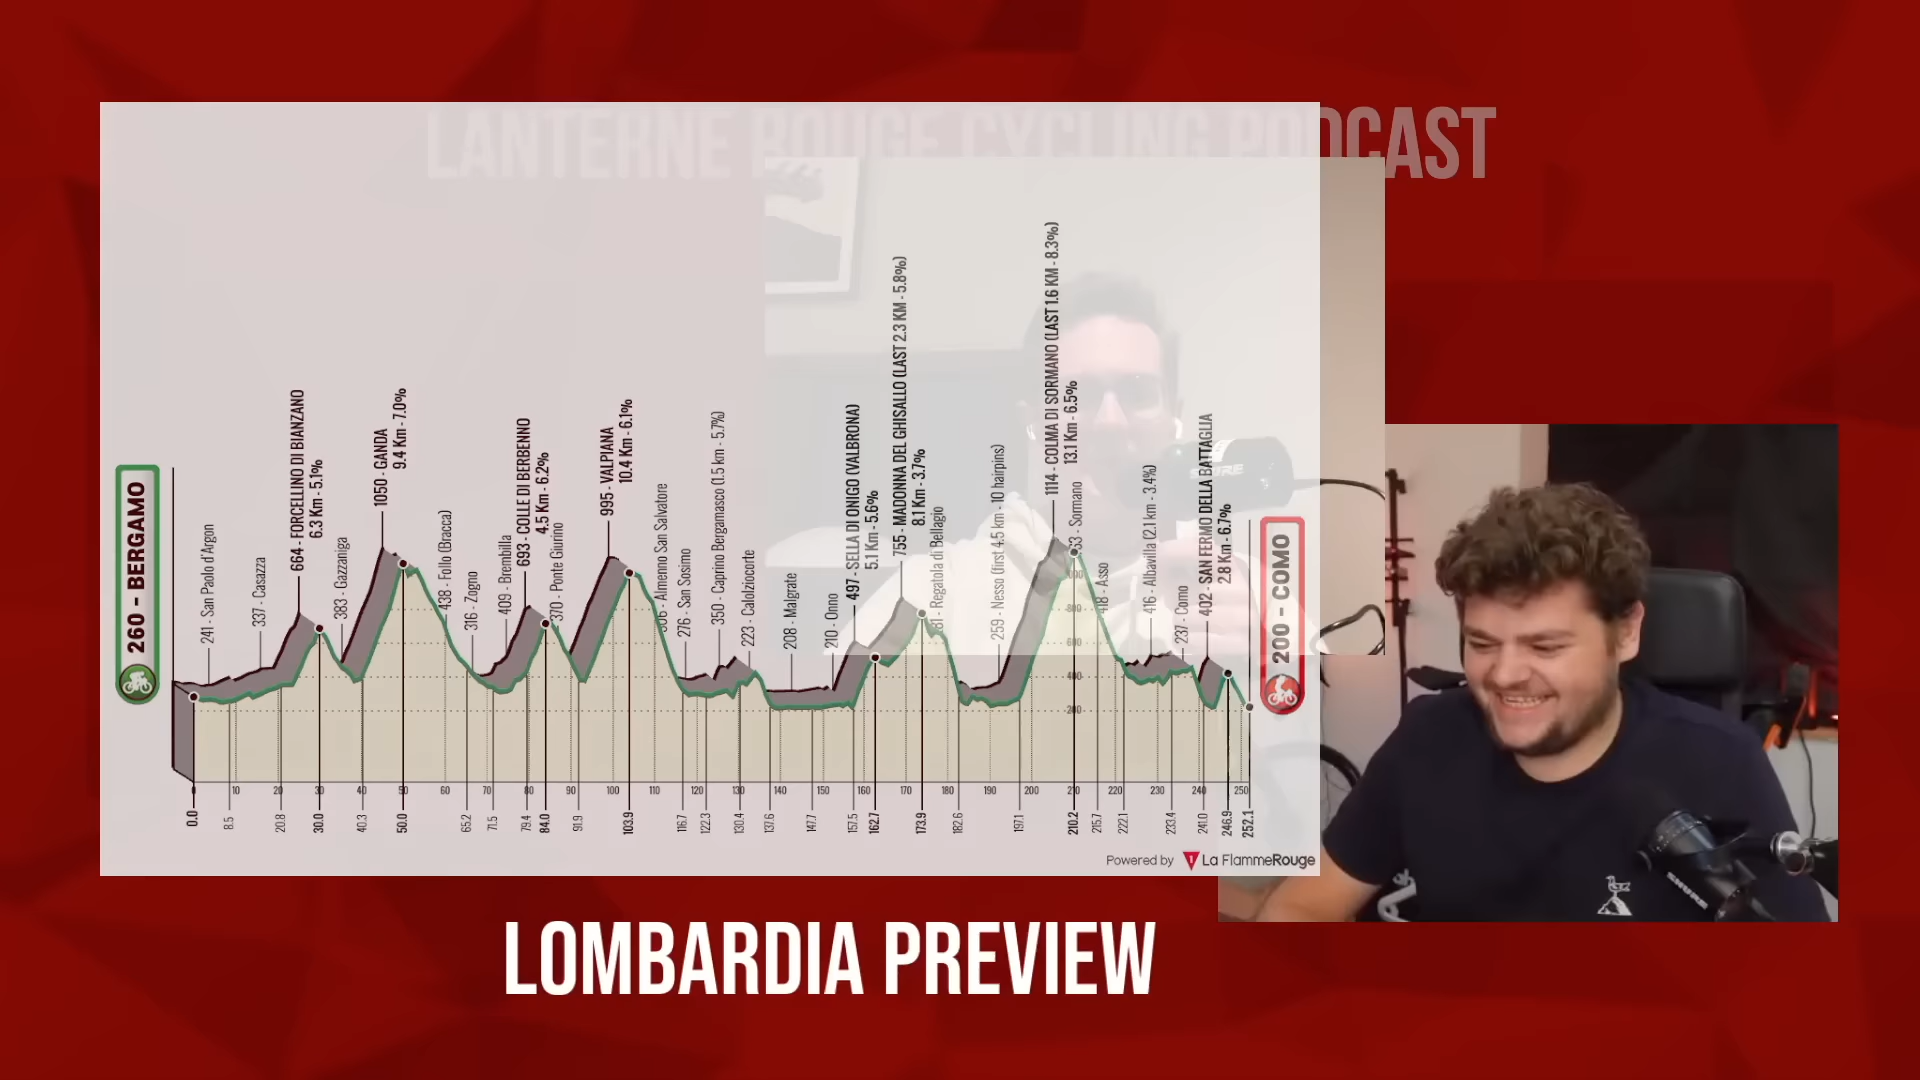 LANTERNE ROUGE CYCLING PODCAST
260 - BERGAMO
241 - San Paolo d'Argon
337 - Casazza
664 - FORCELLINO DI BIANZANO
6.3 Km - 5.1%
383 - Gazzaniga
1050 - GANDA
9.4 Km - 7.0%
438 - Follo (Bracca)
316 - Zogno
409 - Brembilla
693 - COLLE DI BERBENNO
4.5 Km - 6.2%
370 - Ponte Giurino
995 - VALPIANA
10.4 Km - 6.1%
Almenno San Salvatore
276 - San Sosimo
350 - Caprino Bergamasco (1.5 km - 5.7%)
223 - Calolziocorte
208 - Malgrate
210 - Onno
497 - SELLA DI ONIGO (VALBRONA)
5.1 Km - 5.6%
755 - MADONNA DEL GHISALLO (LAST 2.3 KM - 5.8%)
8.1 Km - 3.7%
Regatola di Bellagio
259 - Nesso (first 4.5 km - 10 hairpins)
1114 - COLMA DI SORMANO (LAST 1.6 KM - 8.3%)
13.1 Km - 6.5%
Sormano
418 - Asso
416 - Albavilla (2.1 km - 3.4%)
237 - Como
402 - SAN FERMO DELLA BATTAGLIA
2.8 Km - 6.7%
200 - COMO
800
600
400
200
0 10 20 30 40 50 60 70 80 90 100 110 120 130 140 150 160 170 180 190 200 210 220 230 240 250
0.0 8.5 20.8 30.0 40.3 50.0 65.2 71.5 79.4 84.0 91.9 103.9 116.7 122.3 130.4 137.6 147.7 157.5 162.7 173.9 182.6 197.1 210.2 215.7 222.1 233.4 241.0 246.9 252.1
Powered by La FlammeRouge
SHURE
LOMBARDIA PREVIEW